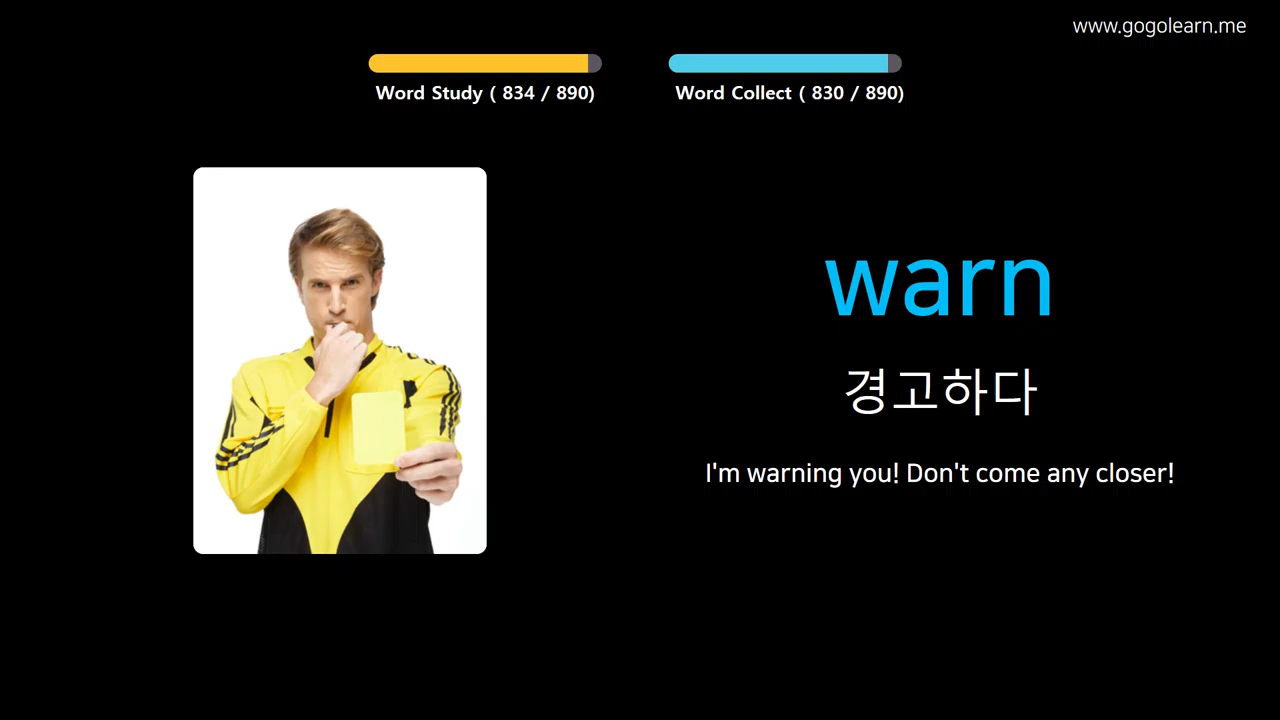 www.gogolearn.me
Word Study ( 834 / 890)
Word Collect ( 830 / 890)
warn
경고하다
I'm warning you! Don't come any closer!